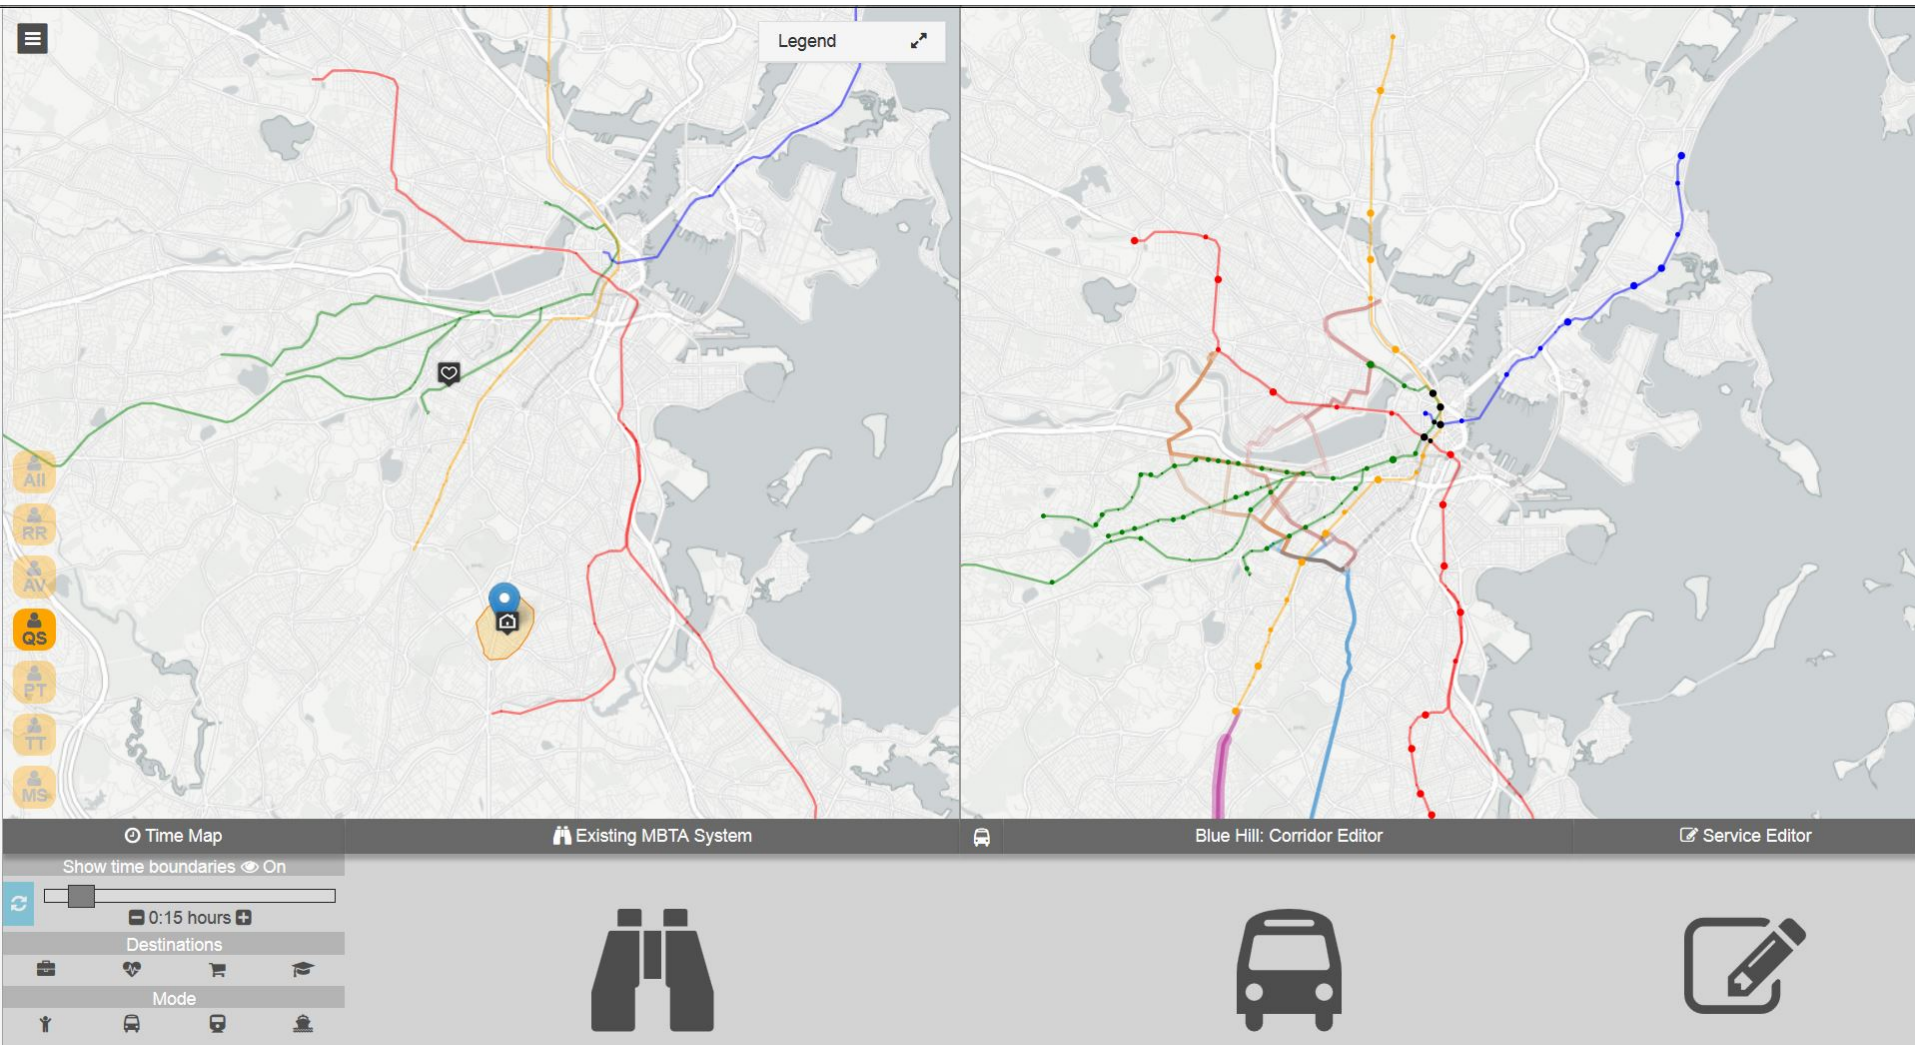 Legend
All
RR
AV
QS
PT
TT
MS
Time Map
Existing MBTA System
Blue Hill: Corridor Editor
Service Editor
Show time boundaries On
0:15 hours
Destinations
Mode